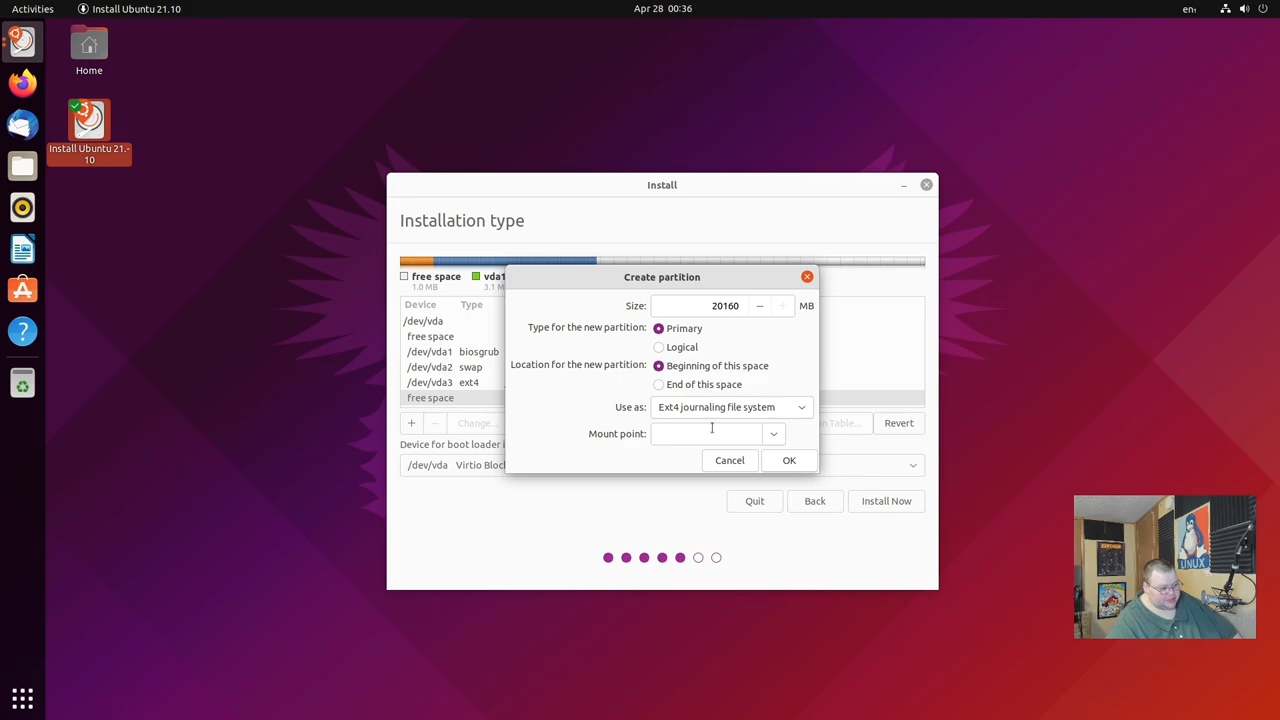 Activities
Install Ubuntu 21.10
Apr 28 00:36
en₁
Home
Install Ubuntu 21.-
10
Install
Installation type
free space
vda1
1.0 MB
3.1 M
Device
Type
/dev/vda
free space
/dev/vda1 biosgrub
/dev/vda2 swap
/dev/vda3 ext4
free space
+
−
Change...
Revert
Device for boot loader i
/dev/vda Virtio Block
Quit
Back
Install Now
Create partition
Size: 20160 − + MB
Type for the new partition: Primary
Logical
Location for the new partition: Beginning of this space
End of this space
Use as: Ext4 journaling file system
Mount point:
Cancel
OK
LINUX